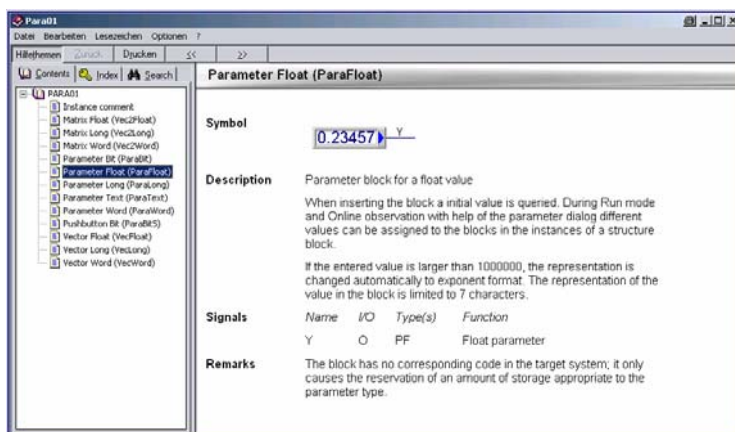 Para01
Datei Bearbeiten Lesezeichen Optionen ?
Hilfethemen Zurück Drucken << >>
Contents Index Search
PARA01
Instance comment
Matrix Float (Vec2Float)
Matrix Long (Vec2Long)
Matrix Word (Vec2Word)
Parameter Bit (ParaBit)
Parameter Float (ParaFloat)
Parameter Long (ParaLong)
Parameter Text (ParaText)
Parameter Word (ParaWord)
Pushbutton Bit (ParaBitS)
Vector Float (VecFloat)
Vector Long (VecLong)
Vector Word (VecWord)
Parameter Float (ParaFloat)
Symbol
0.23457 Y
Description Parameter block for a float value
When inserting the block a initial value is queried. During Run mode
and Online observation with help of the parameter dialog different
values can be assigned to the blocks in the instances of a structure
block.
If the entered value is larger than 1000000, the representation is
changed automatically to exponent format. The representation of the
value in the block is limited to 7 characters.
Signals Name I/O Type(s) Function
Y O PF Float parameter
Remarks The block has no corresponding code in the target system; it only
causes the reservation of an amount of storage appropriate to the
parameter type.